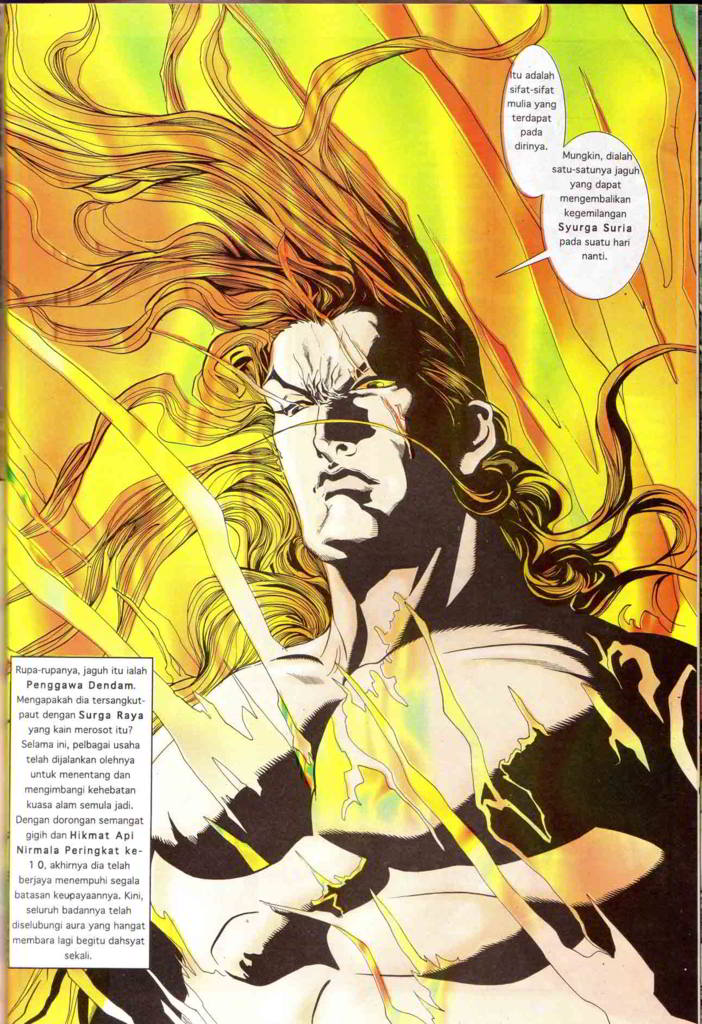 Itu adalah
sifat-sifat
mulia yang
terdapat
pada
dirinya.
Mungkin, dialah
satu-satunya jaguh
yang dapat
mengembalikan
kegemilangan
Syurga Suria
pada suatu hari
nanti.
Rupa-rupanya, jaguh itu ialah
Penggawa Dendam.
Mengapakah dia tersangkut-
paut dengan Surga Raya
yang kain merosot itu?
Selama ini, pelbagai usaha
telah dijalankan olehnya
untuk menentang dan
mengimbangi kehebatan
kuasa alam semula jadi.
Dengan dorongan semangat
gigih dan Hikmat Api
Nirmala Peringkat ke-
10, akhirnya dia telah
berjaya menempuhi segala
batasan keupayaannya. Kini,
seluruh badannya telah
diselubungi aura yang hangat
membara lagi begitu dahsyat
sekali.